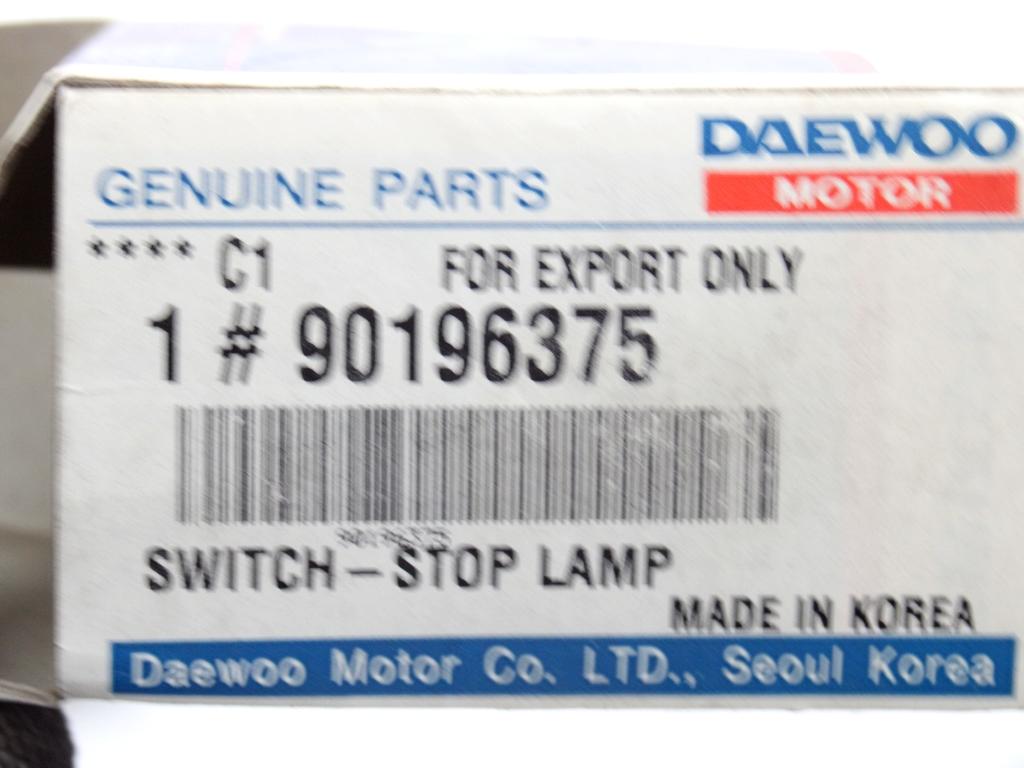 DAEWOO
MOTOR
GENUINE PARTS
**** C1 FOR EXPORT ONLY
1 # 90196375
90196375
SWITCH – STOP LAMP
MADE IN KOREA
Daewoo Motor Co. LTD., Seoul Korea